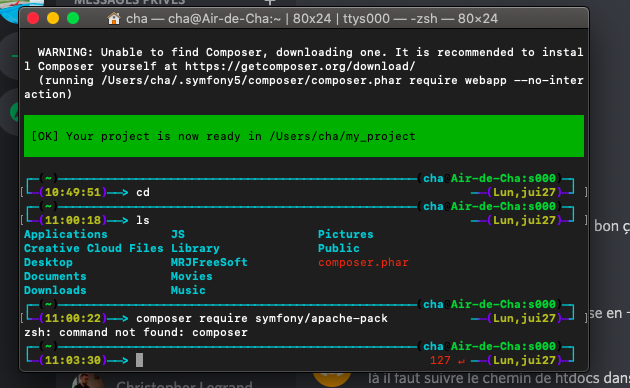 MESSAGES PRIVÉS +
cha — cha@Air-de-Cha:~ | 80x24 | ttys000 — -zsh — 80×24
WARNING: Unable to find Composer, downloading one. It is recommended to instal
l Composer yourself at https://getcomposer.org/download/
(running /Users/cha/.symfony5/composer/composer.phar require webapp --no-inter
action)
[OK] Your project is now ready in /Users/cha/my_project
(~) (cha Air-de-Cha:s000)
[ (10:49:51)——> cd (Lun,jui27) ]
(~) (cha Air-de-Cha:s000)
[ (11:00:18)——> ls (Lun,jui27) ]
Applications JS Pictures
Creative Cloud Files Library Public
Desktop MRJFreeSoft composer.phar
Documents Movies
Downloads Music
(~) (cha Air-de-Cha:s000)
[ (11:00:22)——> composer require symfony/apache-pack (Lun,jui27) ]
zsh: command not found: composer
(~) (cha Air-de-Cha:s000)
(11:03:30)——> 127 ↵ (Lun,jui27)
bon ç
se en -
Christopher Legrand
là il faut suivre le chemin de htdocs dans